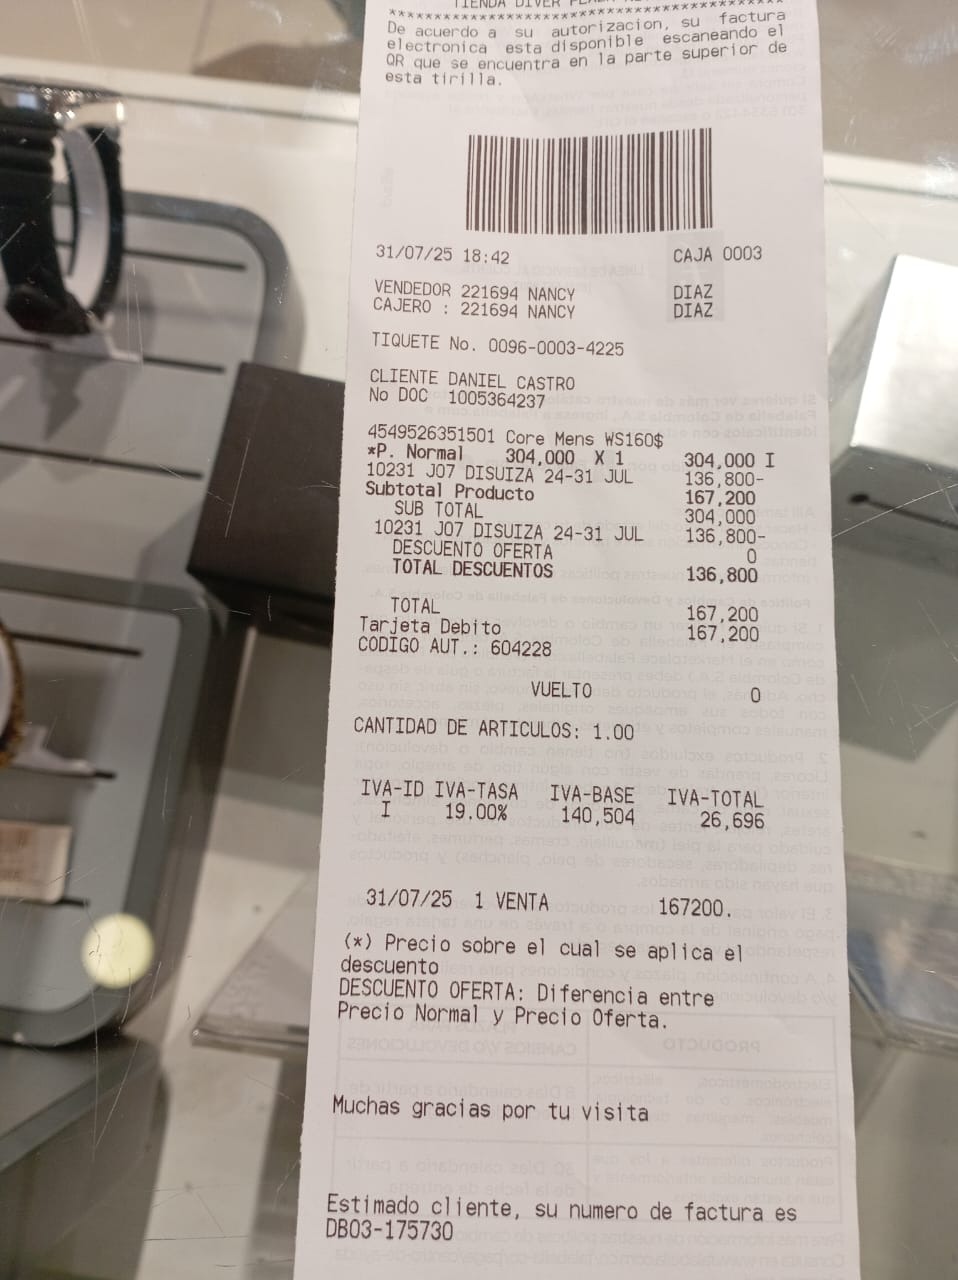 TIENDA DIVER PLAZA
****************************************
De acuerdo a su autorizacion, su factura
electronica esta disponible escaneando el
QR que se encuentra en la parte superior de
esta tirilla.
31/07/25 18:42 CAJA 0003
VENDEDOR 221694 NANCY DIAZ
CAJERO : 221694 NANCY DIAZ
TIQUETE No. 0096-0003-4225
CLIENTE DANIEL CASTRO
No DOC 1005364237
4549526351501 Core Mens WS160$
*P. Normal 304,000 X 1 304,000 I
10231 J07 DISUIZA 24-31 JUL 136,800-
Subtotal Producto 167,200
SUB TOTAL 304,000
10231 J07 DISUIZA 24-31 JUL 136,800-
DESCUENTO OFERTA 0
TOTAL DESCUENTOS 136,800
TOTAL 167,200
Tarjeta Debito 167,200
CODIGO AUT.: 604228
VUELTO 0
CANTIDAD DE ARTICULOS: 1.00
IVA-ID IVA-TASA IVA-BASE IVA-TOTAL
I 19.00% 140,504 26,696
31/07/25 1 VENTA 167200.
(*) Precio sobre el cual se aplica el
descuento
DESCUENTO OFERTA: Diferencia entre
Precio Normal y Precio Oferta.
Muchas gracias por tu visita
Estimado cliente, su numero de factura es
DB03-175730